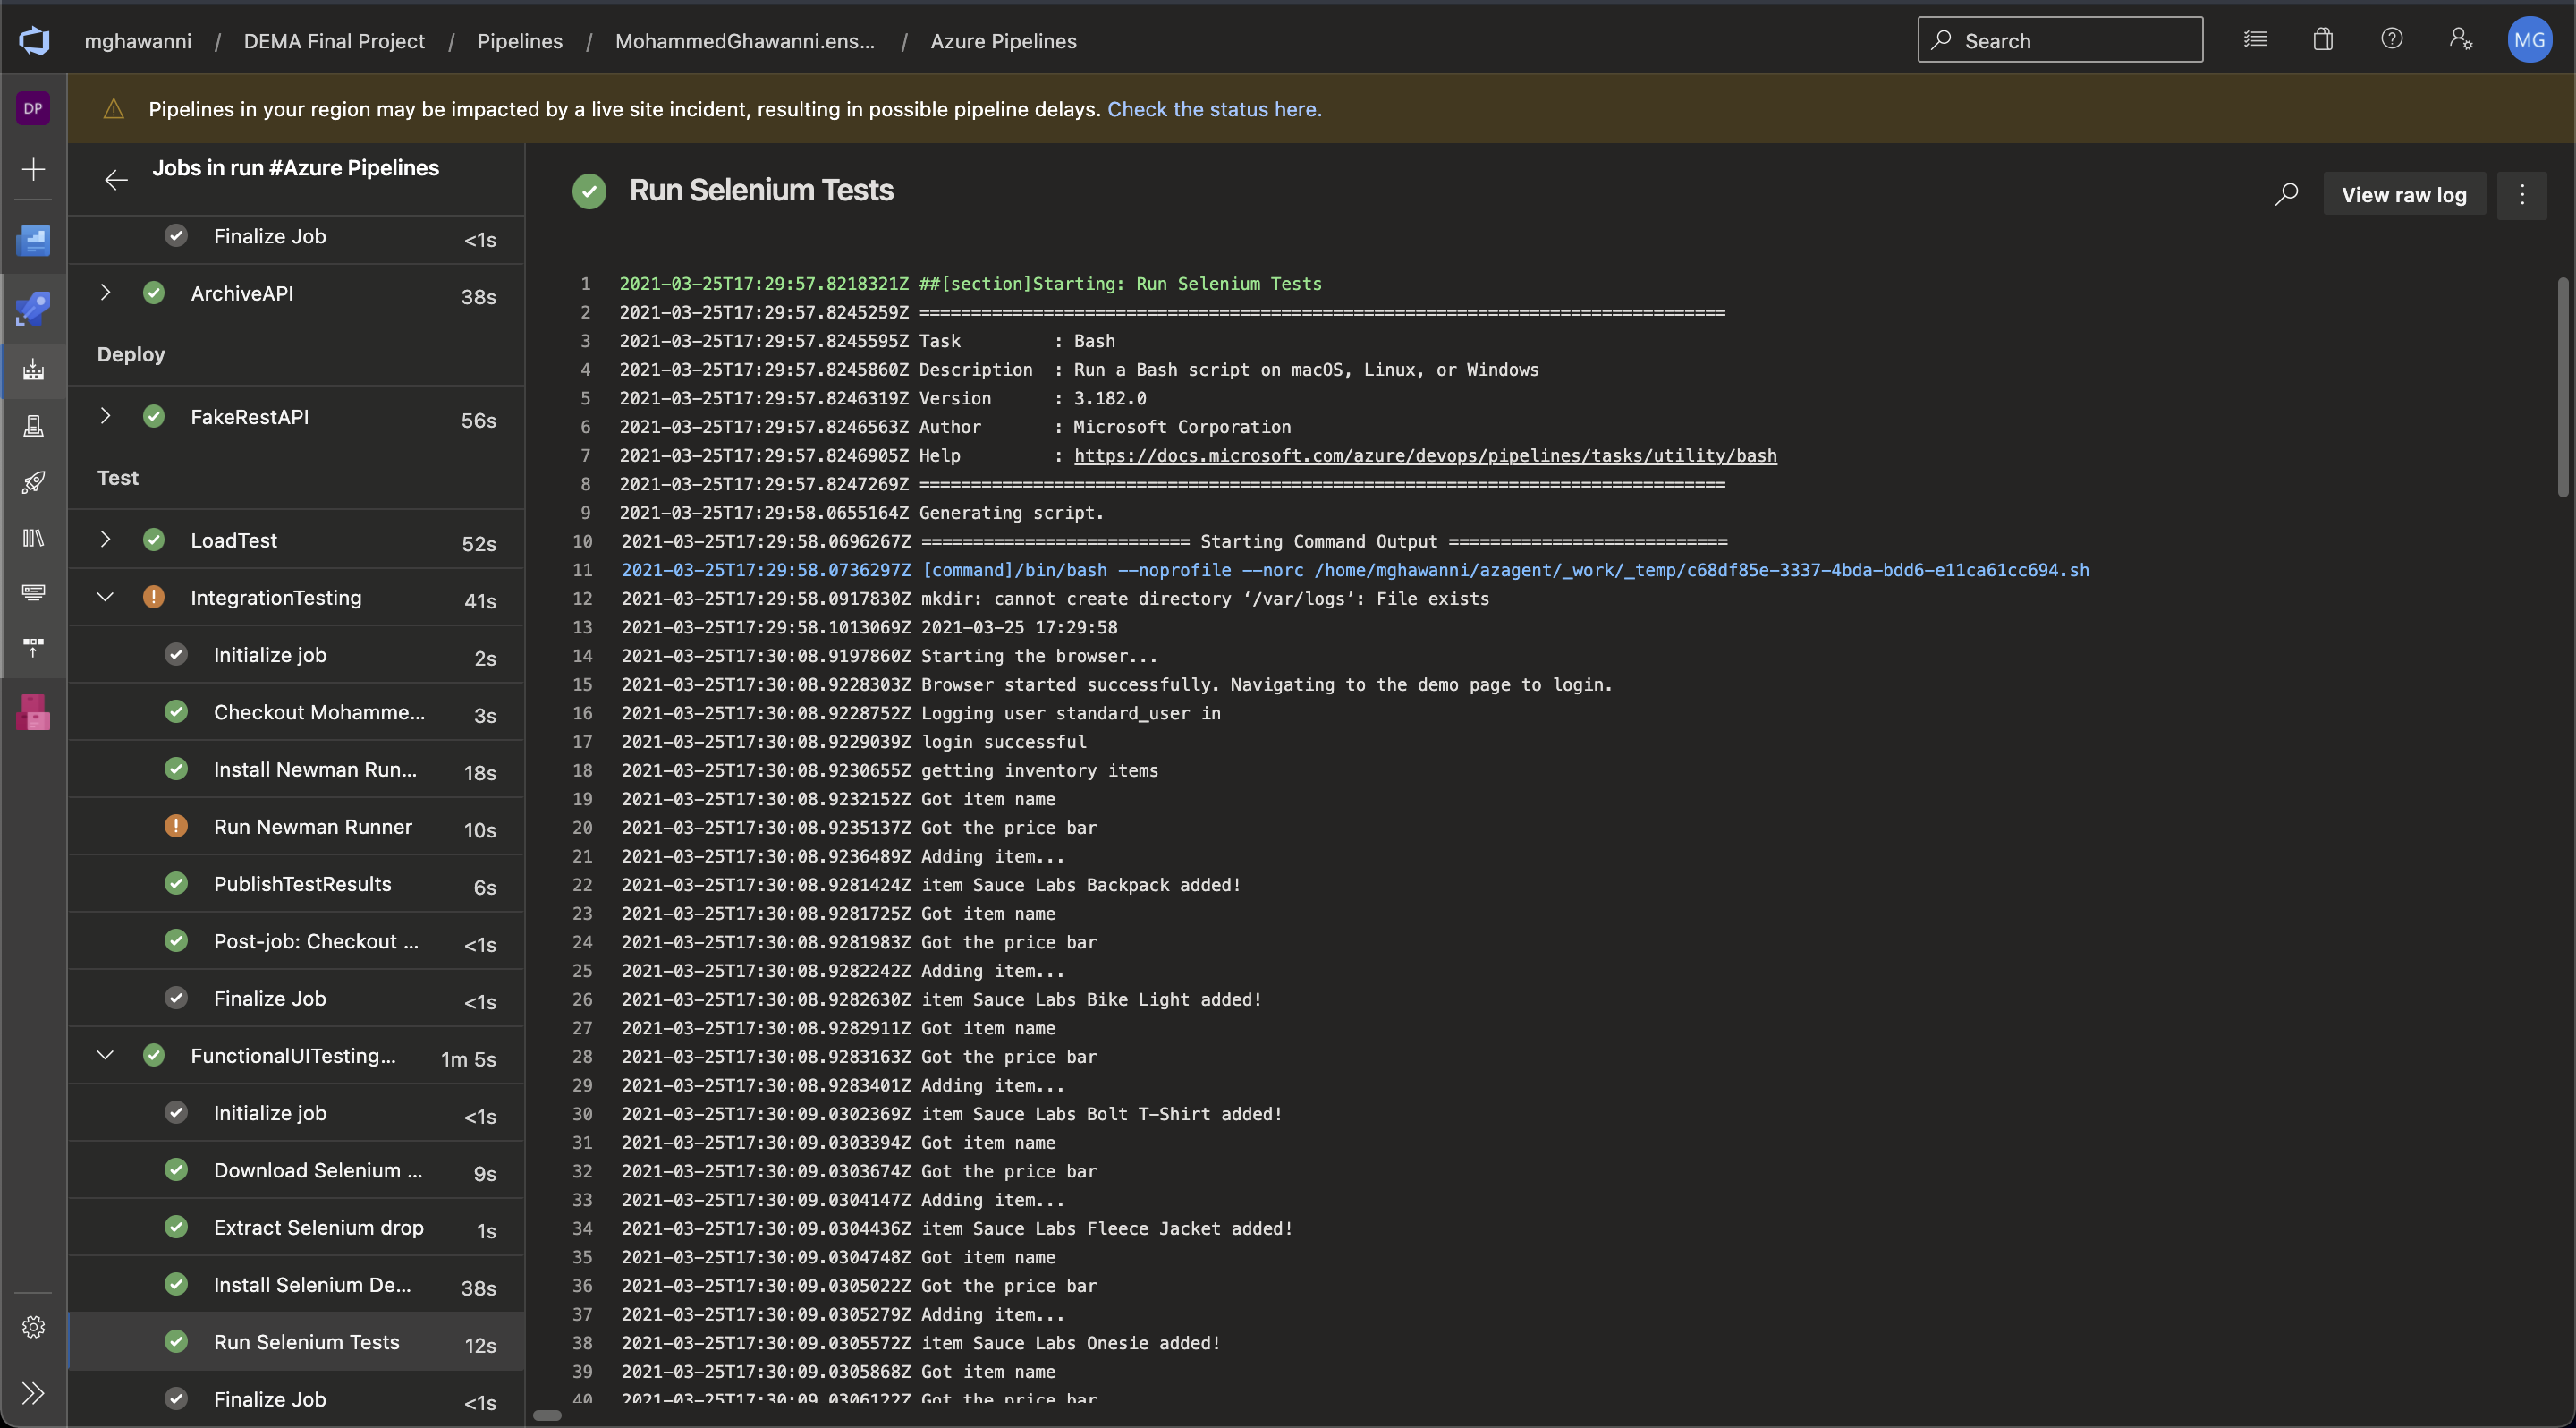 mghawanni / DEMA Final Project / Pipelines / MohammedGhawanni.ens... / Azure Pipelines
Search
MG
DP
Pipelines in your region may be impacted by a live site incident, resulting in possible pipeline delays. Check the status here.
Jobs in run #Azure Pipelines
Finalize Job <1s
ArchiveAPI 38s
Deploy
FakeRestAPI 56s
Test
LoadTest 52s
IntegrationTesting 41s
Initialize job 2s
Checkout Mohamme... 3s
Install Newman Run... 18s
Run Newman Runner 10s
PublishTestResults 6s
Post-job: Checkout ... <1s
Finalize Job <1s
FunctionalUITesting... 1m 5s
Initialize job <1s
Download Selenium ... 9s
Extract Selenium drop 1s
Install Selenium De... 38s
Run Selenium Tests 12s
Finalize Job <1s
Run Selenium Tests
View raw log
1 2021-03-25T17:29:57.8218321Z ##[section]Starting: Run Selenium Tests
2 2021-03-25T17:29:57.8245259Z ==============================================================================
3 2021-03-25T17:29:57.8245595Z Task : Bash
4 2021-03-25T17:29:57.8245860Z Description : Run a Bash script on macOS, Linux, or Windows
5 2021-03-25T17:29:57.8246319Z Version : 3.182.0
6 2021-03-25T17:29:57.8246563Z Author : Microsoft Corporation
7 2021-03-25T17:29:57.8246905Z Help : https://docs.microsoft.com/azure/devops/pipelines/tasks/utility/bash
8 2021-03-25T17:29:57.8247269Z ==============================================================================
9 2021-03-25T17:29:58.0655164Z Generating script.
10 2021-03-25T17:29:58.0696267Z ========================== Starting Command Output ===========================
11 2021-03-25T17:29:58.0736297Z [command]/bin/bash --noprofile --norc /home/mghawanni/azagent/_work/_temp/c68df85e-3337-4bda-bdd6-e11ca61cc694.sh
12 2021-03-25T17:29:58.0917830Z mkdir: cannot create directory ‘/var/logs’: File exists
13 2021-03-25T17:29:58.1013069Z 2021-03-25 17:29:58
14 2021-03-25T17:30:08.9197860Z Starting the browser...
15 2021-03-25T17:30:08.9228303Z Browser started successfully. Navigating to the demo page to login.
16 2021-03-25T17:30:08.9228752Z Logging user standard_user in
17 2021-03-25T17:30:08.9229039Z login successful
18 2021-03-25T17:30:08.9230655Z getting inventory items
19 2021-03-25T17:30:08.9232152Z Got item name
20 2021-03-25T17:30:08.9235137Z Got the price bar
21 2021-03-25T17:30:08.9236489Z Adding item...
22 2021-03-25T17:30:08.9281424Z item Sauce Labs Backpack added!
23 2021-03-25T17:30:08.9281725Z Got item name
24 2021-03-25T17:30:08.9281983Z Got the price bar
25 2021-03-25T17:30:08.9282242Z Adding item...
26 2021-03-25T17:30:08.9282630Z item Sauce Labs Bike Light added!
27 2021-03-25T17:30:08.9282911Z Got item name
28 2021-03-25T17:30:08.9283163Z Got the price bar
29 2021-03-25T17:30:08.9283401Z Adding item...
30 2021-03-25T17:30:09.0302369Z item Sauce Labs Bolt T-Shirt added!
31 2021-03-25T17:30:09.0303394Z Got item name
32 2021-03-25T17:30:09.0303674Z Got the price bar
33 2021-03-25T17:30:09.0304147Z Adding item...
34 2021-03-25T17:30:09.0304436Z item Sauce Labs Fleece Jacket added!
35 2021-03-25T17:30:09.0304748Z Got item name
36 2021-03-25T17:30:09.0305022Z Got the price bar
37 2021-03-25T17:30:09.0305279Z Adding item...
38 2021-03-25T17:30:09.0305572Z item Sauce Labs Onesie added!
39 2021-03-25T17:30:09.0305868Z Got item name
40 2021-03-25T17:30:09.0306122Z Got the price bar